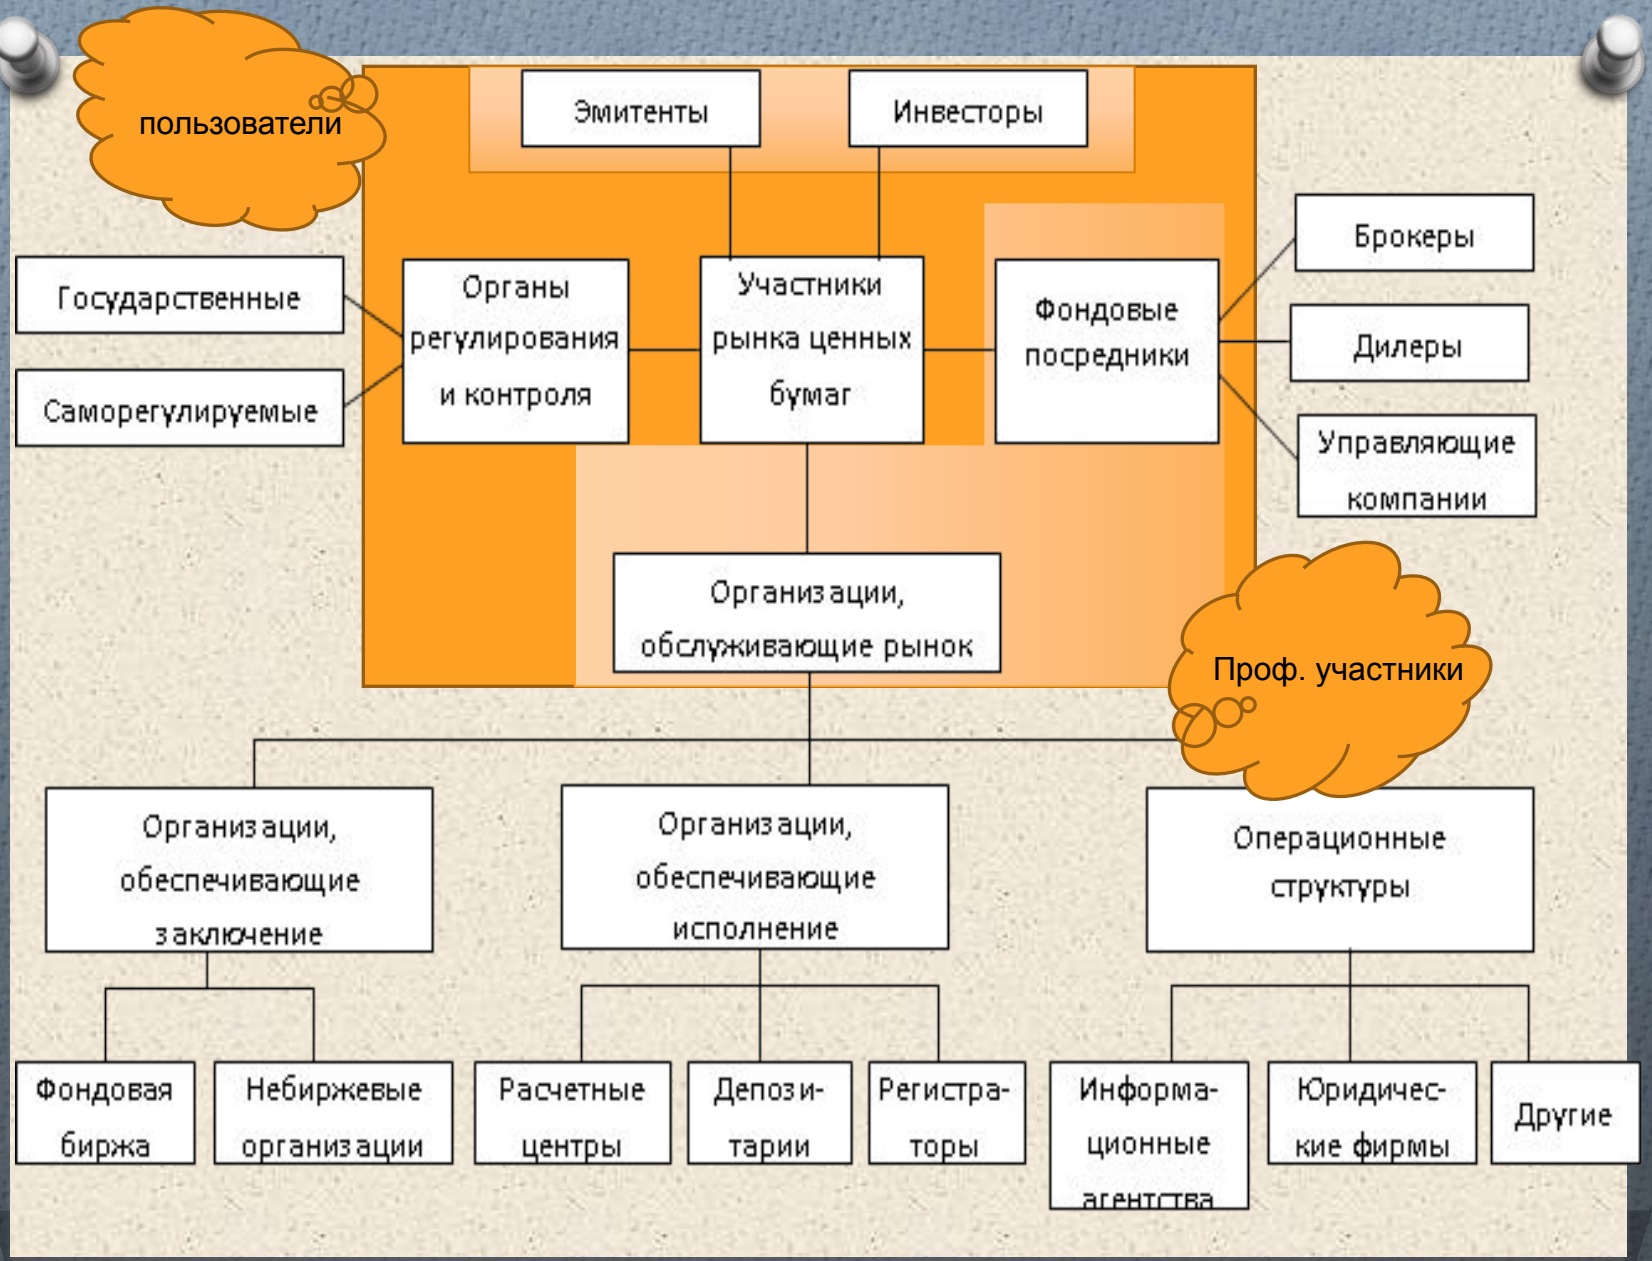 пользователи
Эмитенты
Инвесторы
Государственные
Саморегулируемые
Органы
регулирования
и контроля
Участники
рынка ценных
бумаг
Фондовые
посредники
Брокеры
Дилеры
Управляющие
компании
Организации,
обслуживающие рынок
Проф. участники
Организации,
обеспечивающие
заключение
Организации,
обеспечивающие
исполнение
Операционные
структуры
Фондовая
биржа
Небиржевые
организации
Расчетные
центры
Депози-
тарии
Регистра-
торы
Информа-
ционные
агентства
Юридичес-
кие фирмы
Другие